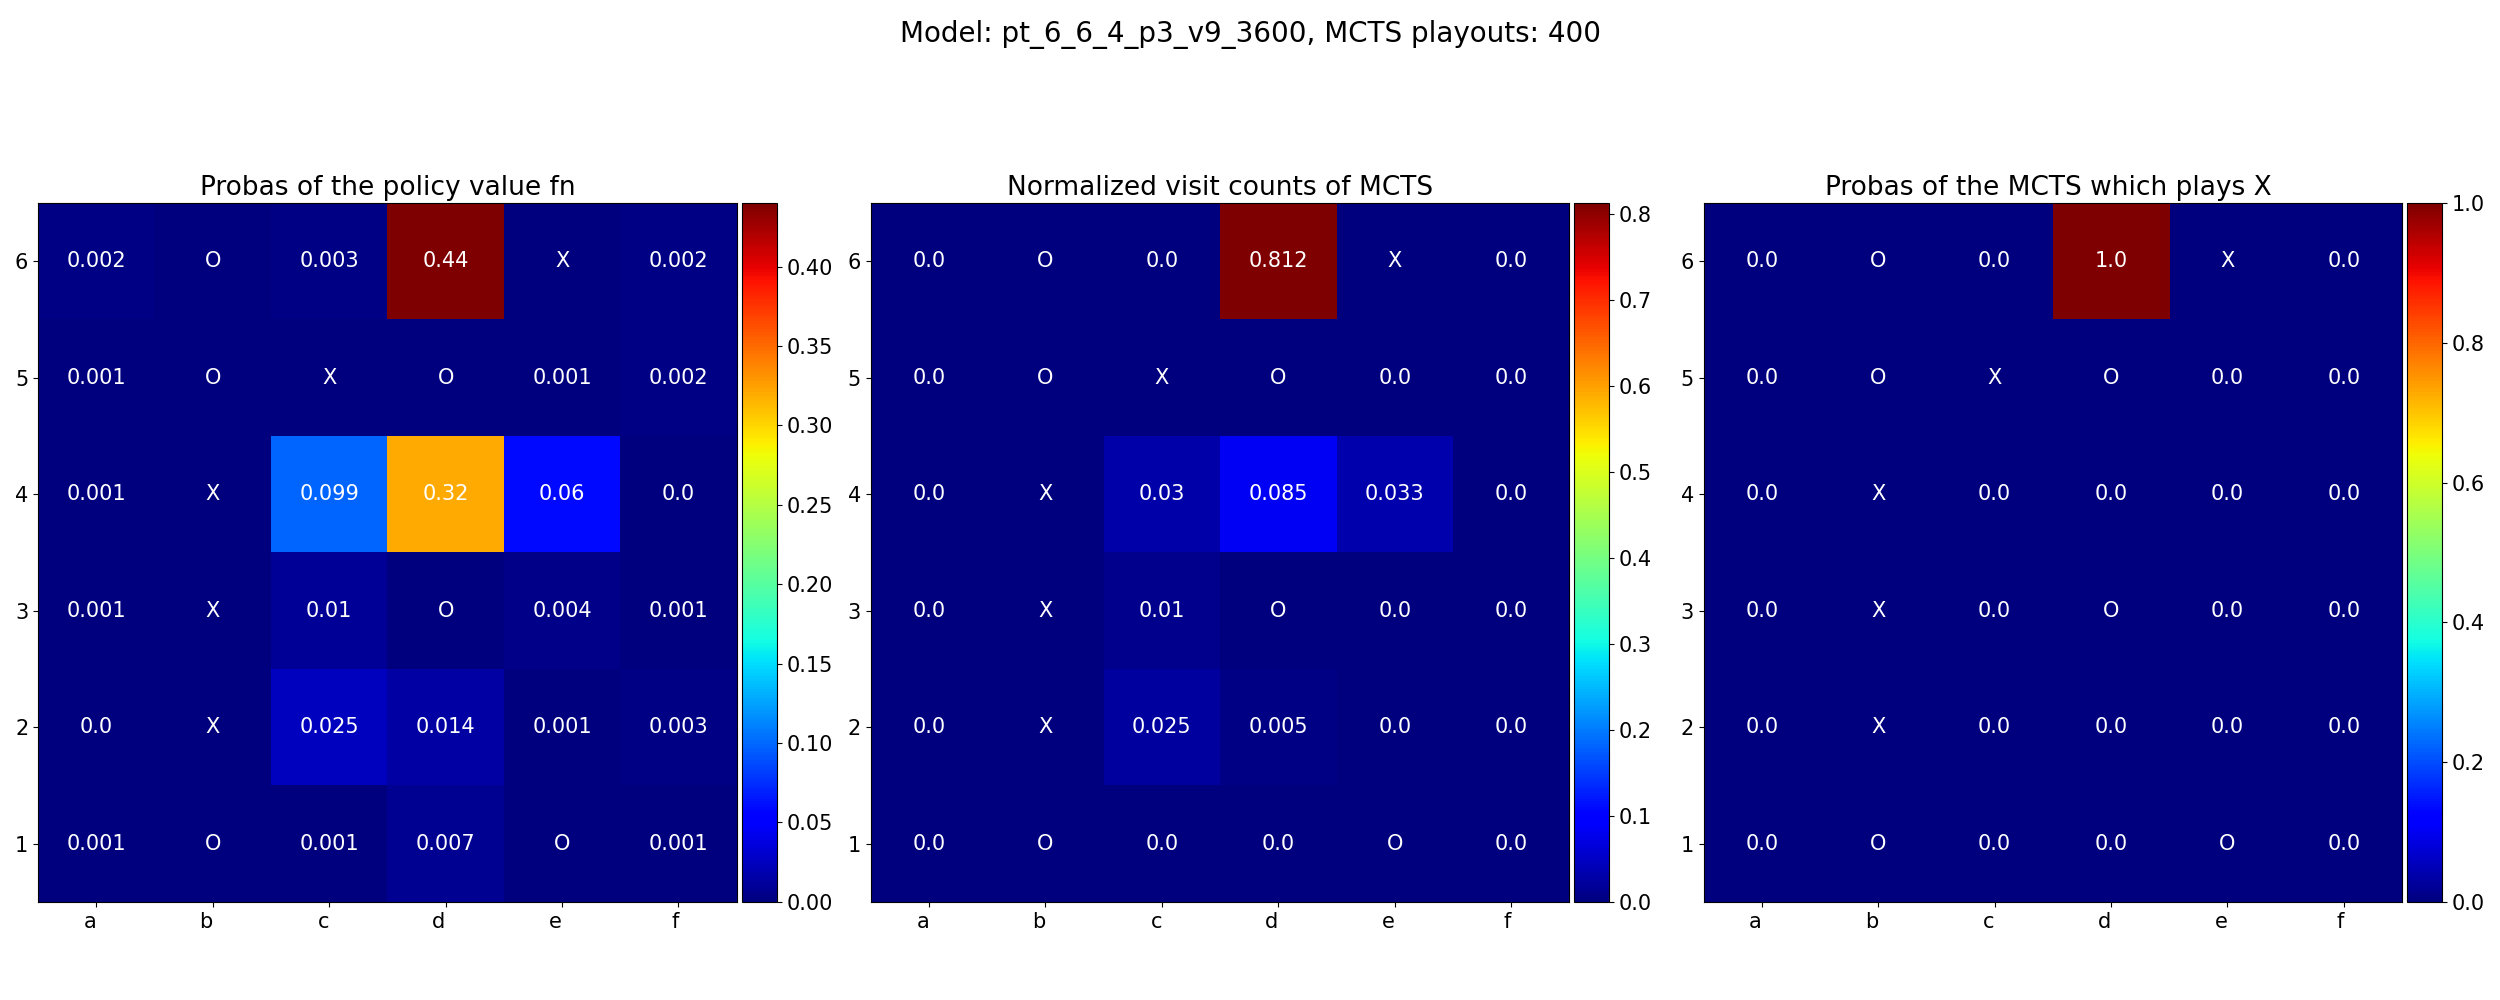 Model: pt_6_6_4_p3_v9_3600, MCTS playouts: 400
Probas of the policy value fn
6 0.002 O 0.003 0.44 X 0.002
5 0.001 O X O 0.001 0.002
4 0.001 X 0.099 0.32 0.06 0.0
3 0.001 X 0.01 O 0.004 0.001
2 0.0 X 0.025 0.014 0.001 0.003
1 0.001 O 0.001 0.007 O 0.001
a b c d e f
0.40
0.35
0.30
0.25
0.20
0.15
0.10
0.05
0.00
Normalized visit counts of MCTS
6 0.0 O 0.0 0.812 X 0.0
5 0.0 O X O 0.0 0.0
4 0.0 X 0.03 0.085 0.033 0.0
3 0.0 X 0.01 O 0.0 0.0
2 0.0 X 0.025 0.005 0.0 0.0
1 0.0 O 0.0 0.0 O 0.0
a b c d e f
0.8
0.7
0.6
0.5
0.4
0.3
0.2
0.1
0.0
Probas of the MCTS which plays X
6 0.0 O 0.0 1.0 X 0.0
5 0.0 O X O 0.0 0.0
4 0.0 X 0.0 0.0 0.0 0.0
3 0.0 X 0.0 O 0.0 0.0
2 0.0 X 0.0 0.0 0.0 0.0
1 0.0 O 0.0 0.0 O 0.0
a b c d e f
1.0
0.8
0.6
0.4
0.2
0.0